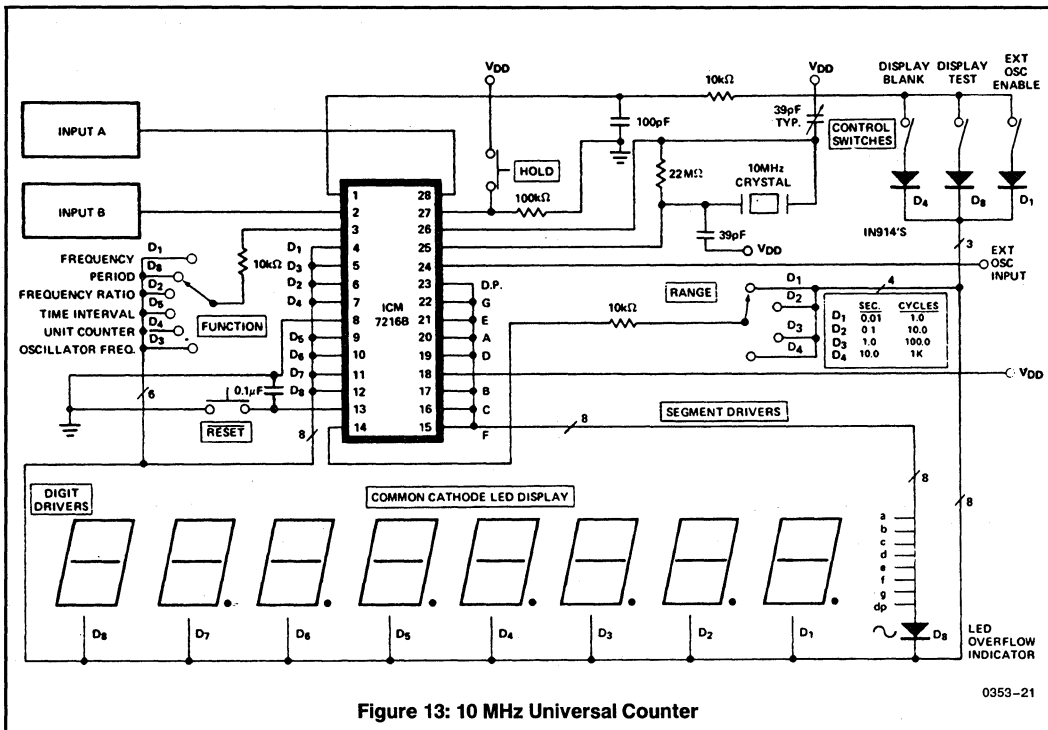 VDD
VDD
DISPLAY BLANK
DISPLAY TEST
EXT OSC ENABLE
10kΩ
39pF TYP.
100pF
CONTROL SWITCHES
INPUT A
INPUT B
HOLD
100kΩ
22MΩ
10MHz CRYSTAL
39pF
VDD
D4
D8
D1
IN914'S
3
EXT OSC INPUT
1
2
3
4
5
6
7
8
9
10
11
12
13
14
28
27
26
25
24
23
22
21
20
19
18
17
16
15
ICM 7216B
D1
D3
D2
D4
D5
D6
D7
D8
D.P.
G
E
A
D
B
C
F
FREQUENCY D1
PERIOD D8
FREQUENCY RATIO D2
TIME INTERVAL D5
UNIT COUNTER D4
OSCILLATOR FREQ. D3
10kΩ
FUNCTION
0.1µF
RESET
6
8
10kΩ
RANGE
D1
D2
D3
D4
4
SEC. CYCLES
D1 0.01 1.0
D2 0.1 10.0
D3 1.0 100.0
D4 10.0 1K
VDD
SEGMENT DRIVERS
8
8
8
DIGIT DRIVERS
COMMON CATHODE LED DISPLAY
a
b
c
d
e
f
g
dp
D8
D7
D6
D5
D4
D3
D2
D1
D8
LED OVERFLOW INDICATOR
0353-21
Figure 13: 10 MHz Universal Counter